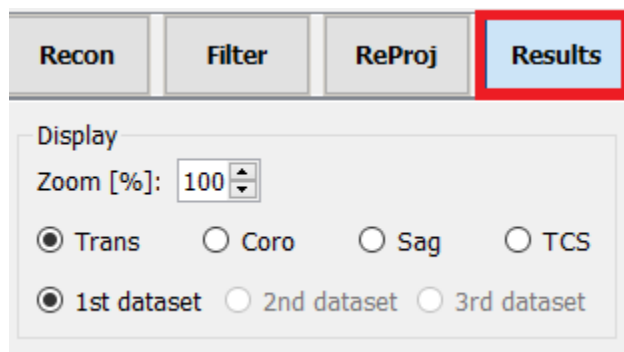 Recon Filter ReProj Results
Display
Zoom [%]: 100
Trans Coro Sag TCS
1st dataset 2nd dataset 3rd dataset